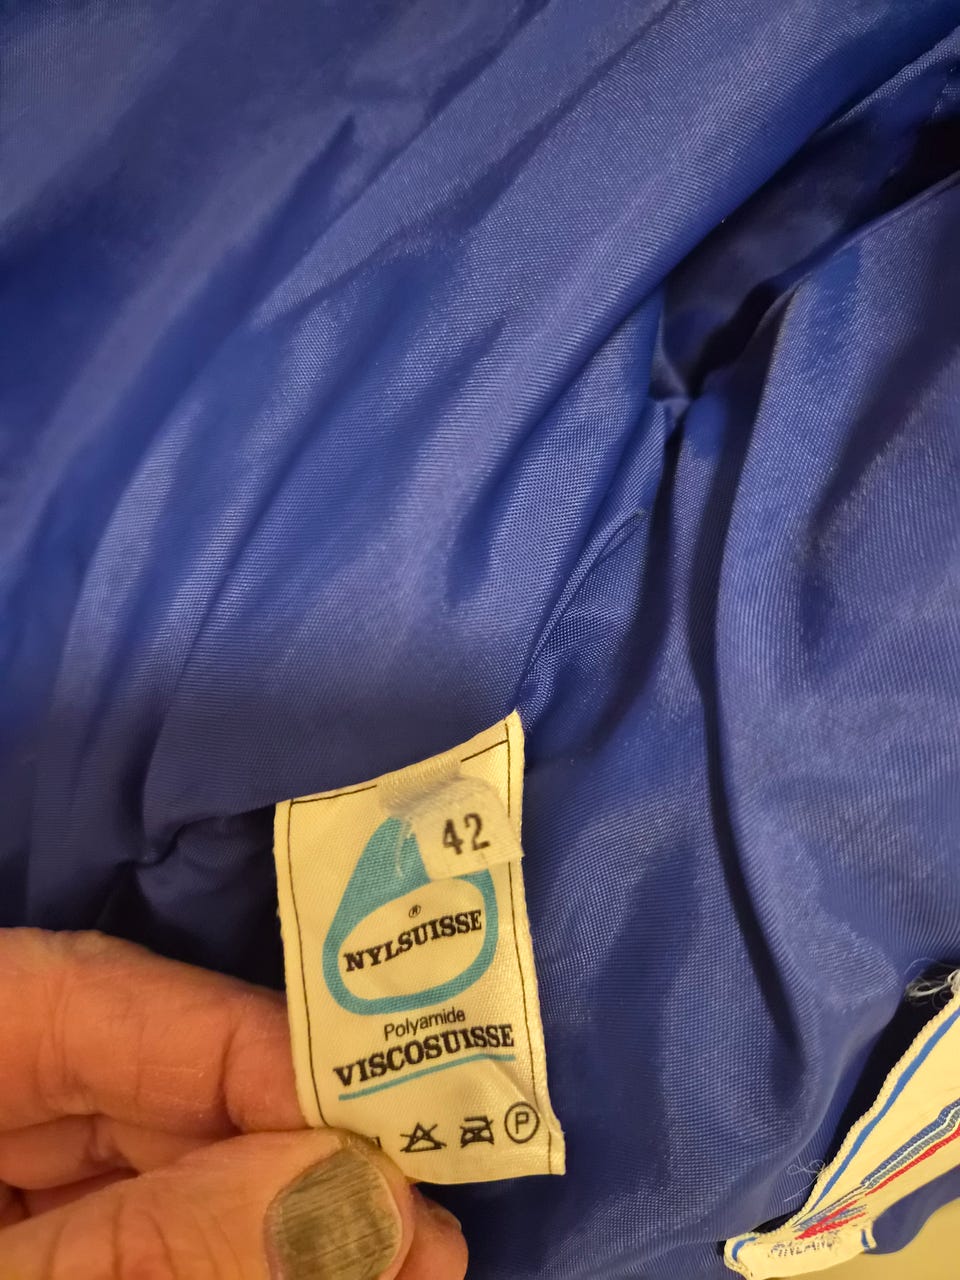 42
®
NYLSUISSE
Polyamide
VISCOSUISSE
P